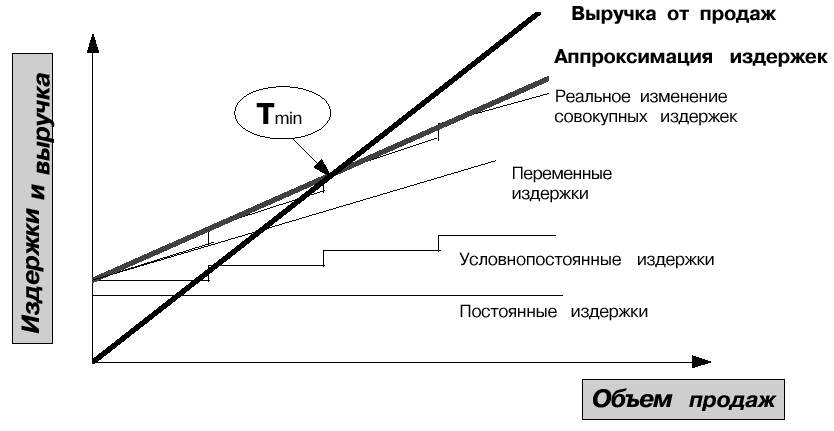 Выручка от продаж
Аппроксимация издержек
Реальное изменение
совокупных издержек
Tmin
Переменные
издержки
Условнопостоянные издержки
Постоянные издержки
Издержки и выручка
Объем продаж